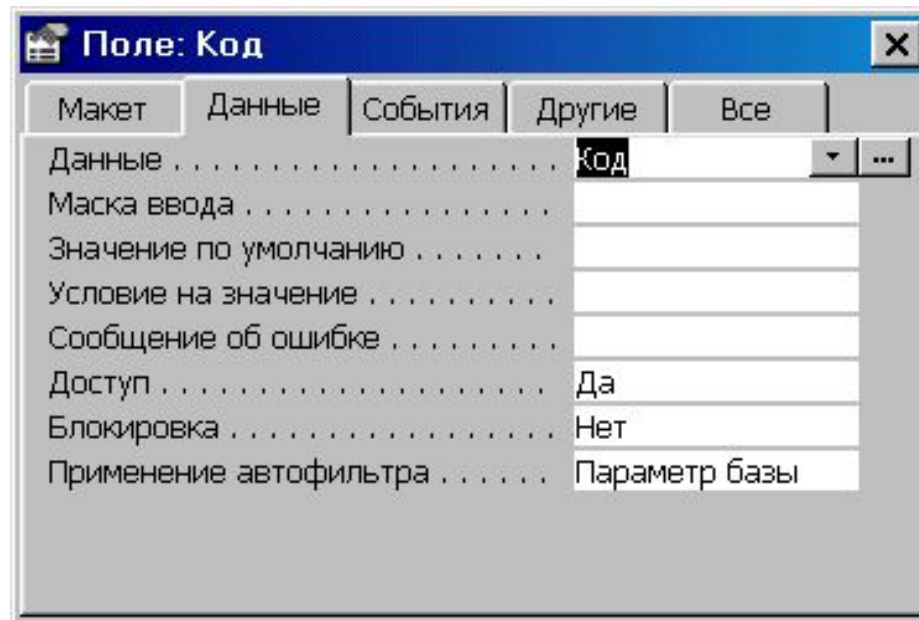 Поле: Код
Макет Данные События Другие Все
Данные . . . . . . . . . . . . . . . . . . . . Код ...
Маска ввода . . . . . . . . . . . . . . . .
Значение по умолчанию . . . . . . .
Условие на значение . . . . . . . . . .
Сообщение об ошибке . . . . . . . . .
Доступ . . . . . . . . . . . . . . . . . . . . Да
Блокировка . . . . . . . . . . . . . . . . . Нет
Применение автофильтра . . . . . . Параметр базы